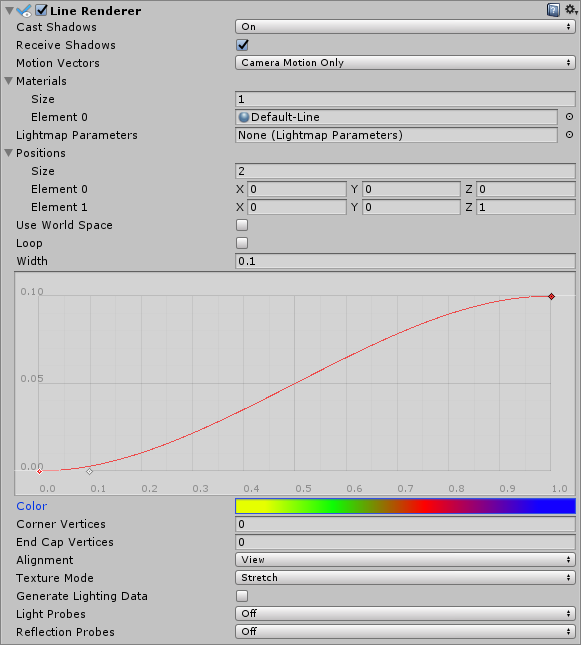 Line Renderer
Cast Shadows On
Receive Shadows
Motion Vectors Camera Motion Only
Materials
Size 1
Element 0 Default-Line
Lightmap Parameters None (Lightmap Parameters)
Positions
Size 2
Element 0 X 0 Y 0 Z 0
Element 1 X 0 Y 0 Z 1
Use World Space
Loop
Width 0.1
0.10
0.05
0.00
0.0 0.1 0.2 0.3 0.4 0.5 0.6 0.7 0.8 0.9 1.0
Color
Corner Vertices 0
End Cap Vertices 0
Alignment View
Texture Mode Stretch
Generate Lighting Data
Light Probes Off
Reflection Probes Off